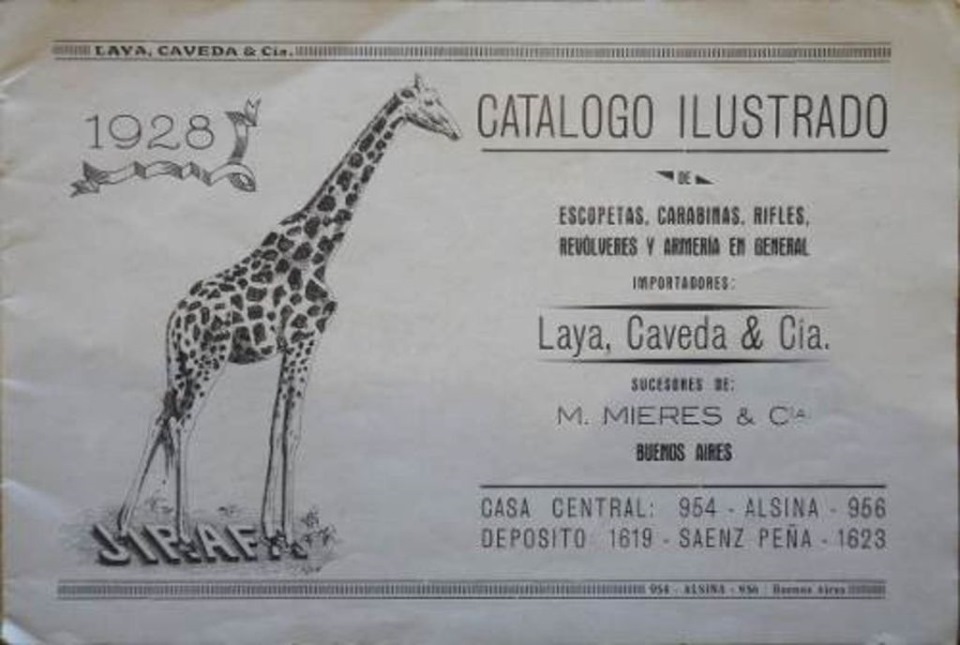 LAYA, CAVEDA & Cia.
1928
JIRAFA
CATALOGO ILUSTRADO
DE
ESCOPETAS, CARABINAS, RIFLES,
REVÓLVERES Y ARMERÍA EN GENERAL
IMPORTADORES:
Laya, Caveda & Cia.
SUCESORES DE:
M. MIERES & CIA.
BUENOS AIRES
CASA CENTRAL: 954 - ALSINA - 956
DEPOSITO 1619 - SAENZ PEÑA - 1623
954 - ALSINA - 956 Buenos Aires